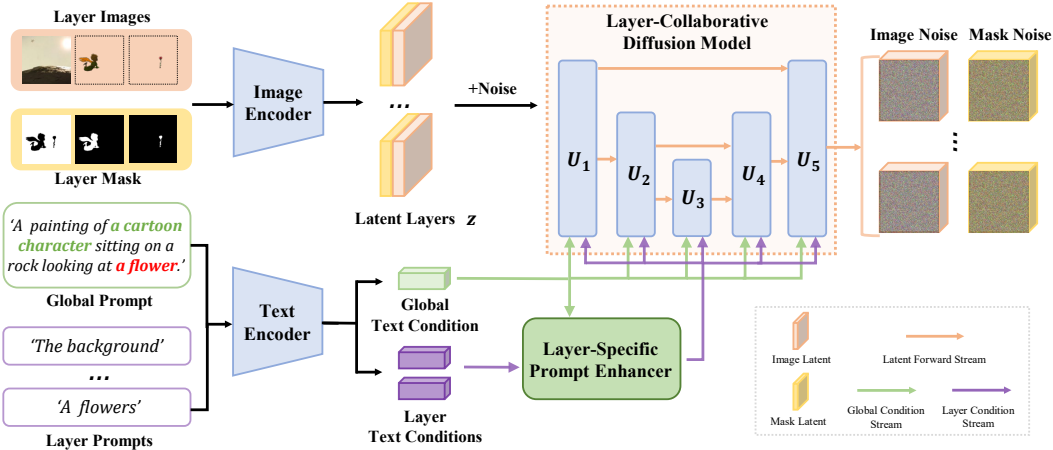 Layer Images
Layer Mask
Image
Encoder
...
Latent Layers z
+Noise
Layer-Collaborative
Diffusion Model
U1
U2
U3
U4
U5
Image Noise
Mask Noise
...
‘A painting of a cartoon
character sitting on a
rock looking at a flower.’
Global Prompt
‘The background’
...
‘A flowers’
Layer Prompts
Text
Encoder
Global
Text Condition
Layer
Text Conditions
Layer-Specific
Prompt Enhancer
Image Latent
Latent Forward Stream
Mask Latent
Global Condition
Stream
Layer Condition
Stream